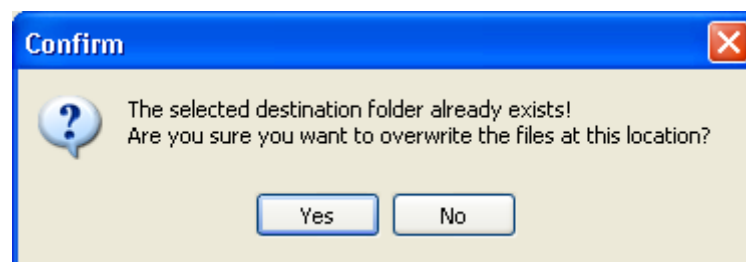 Confirm
The selected destination folder already exists!
Are you sure you want to overwrite the files at this location?
Yes
No